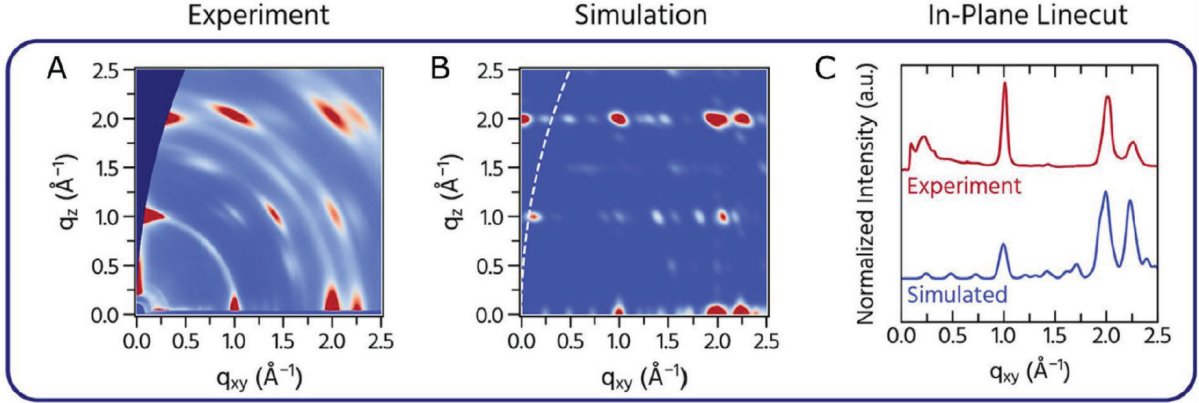 Experiment
Simulation
In-Plane Linecut
A
2.5
2.0
1.5
1.0
0.5
0.0
qz (Å⁻¹)
0.0 0.5 1.0 1.5 2.0 2.5
qxy (Å⁻¹)
B
2.5
2.0
1.5
1.0
0.5
0.0
qz (Å⁻¹)
0.0 0.5 1.0 1.5 2.0 2.5
qxy (Å⁻¹)
C
Normalized Intensity (a.u.)
Experiment
Simulated
0.0 0.5 1.0 1.5 2.0 2.5
qxy (Å⁻¹)